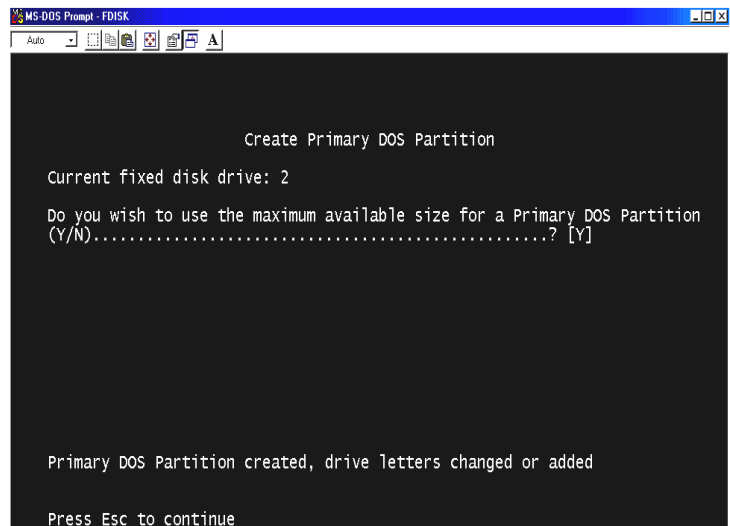 MS-DOS Prompt - FDISK
Auto
A
Create Primary DOS Partition
Current fixed disk drive: 2
Do you wish to use the maximum available size for a Primary DOS Partition
(Y/N)...................................................? [Y]
Primary DOS Partition created, drive letters changed or added
Press Esc to continue